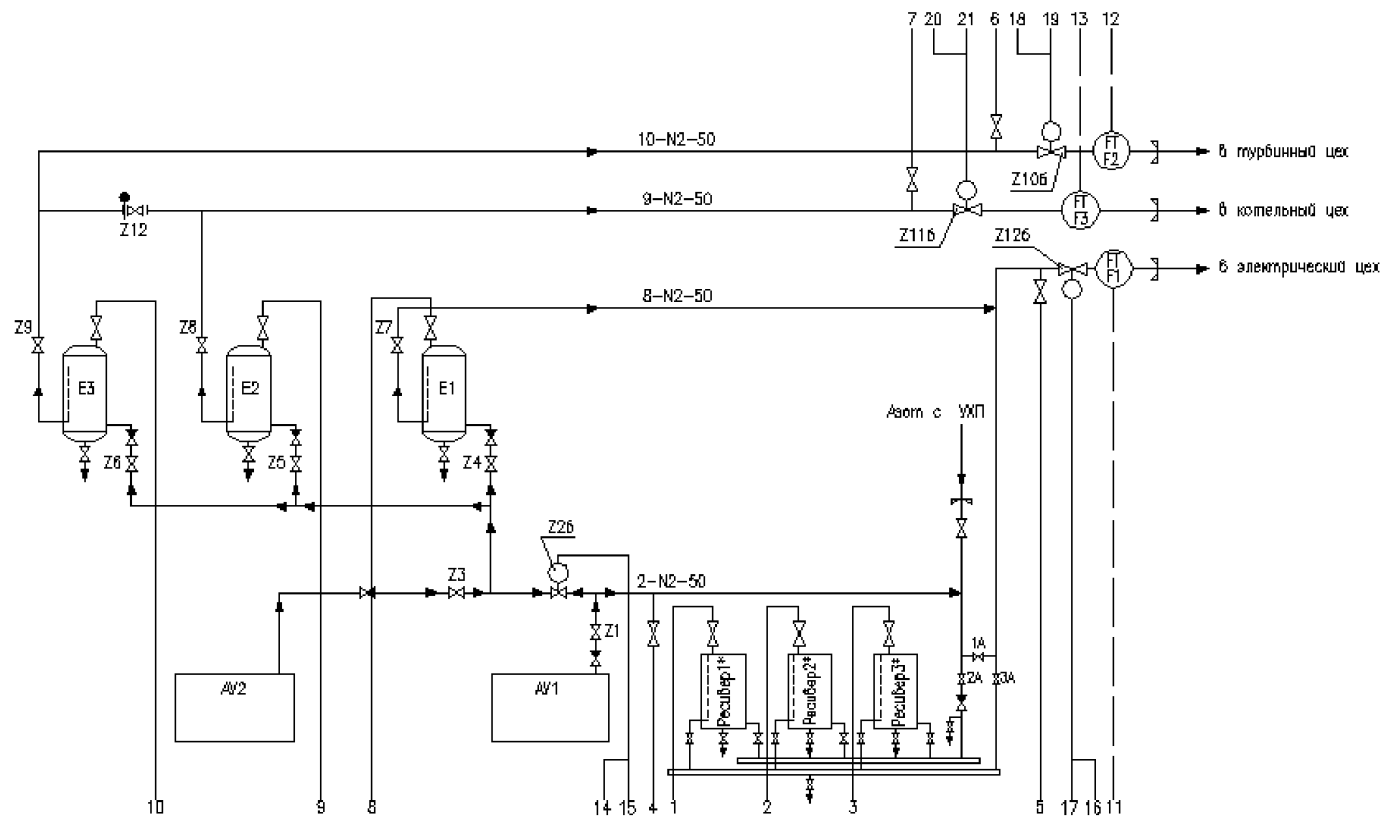 7 20 21 6 18 19 13 12
10-N2-50
FT
F2
в турбинный цех
Z10б
9-N2-50
FT
F3
в котельный цех
Z12
Z11б
Z12б
FT
F1
в электрический цех
8-N2-50
Z9
Z8
Z7
E3
E2
E1
Азот с УХП
Z6
Z5
Z4
Z2б
Z3
2-N2-50
Z1
1А
2А
3А
Ресивер1*
Ресивер2*
Ресивер3*
AV2
AV1
10 9 8 14 15 4 1 2 3 5 17 16 11